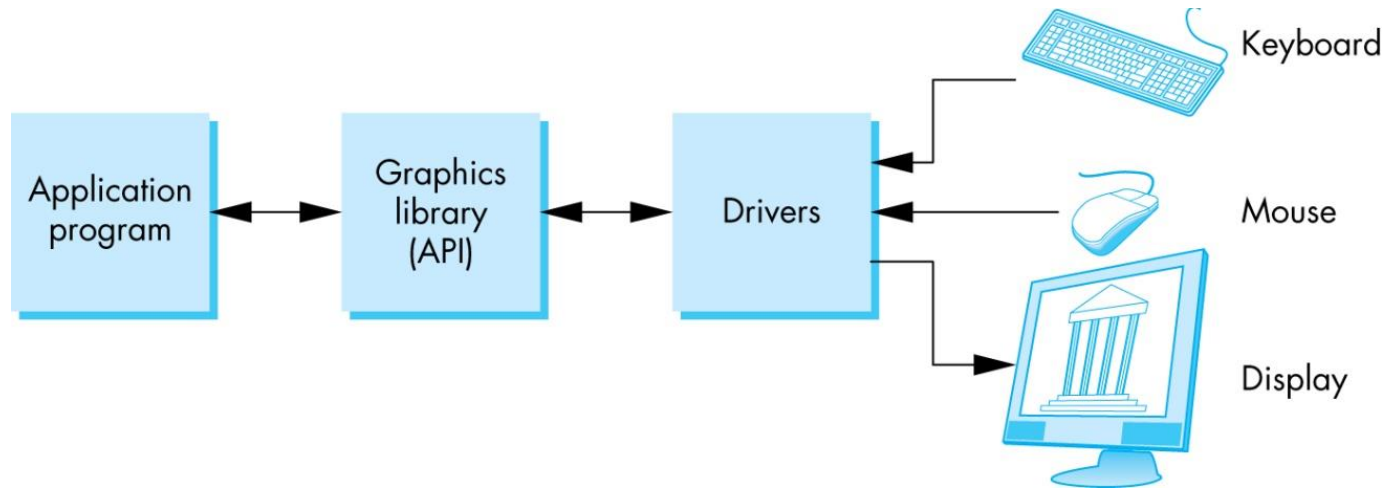 Keyboard
Application
program
Graphics
library
(API)
Drivers
Mouse
Display